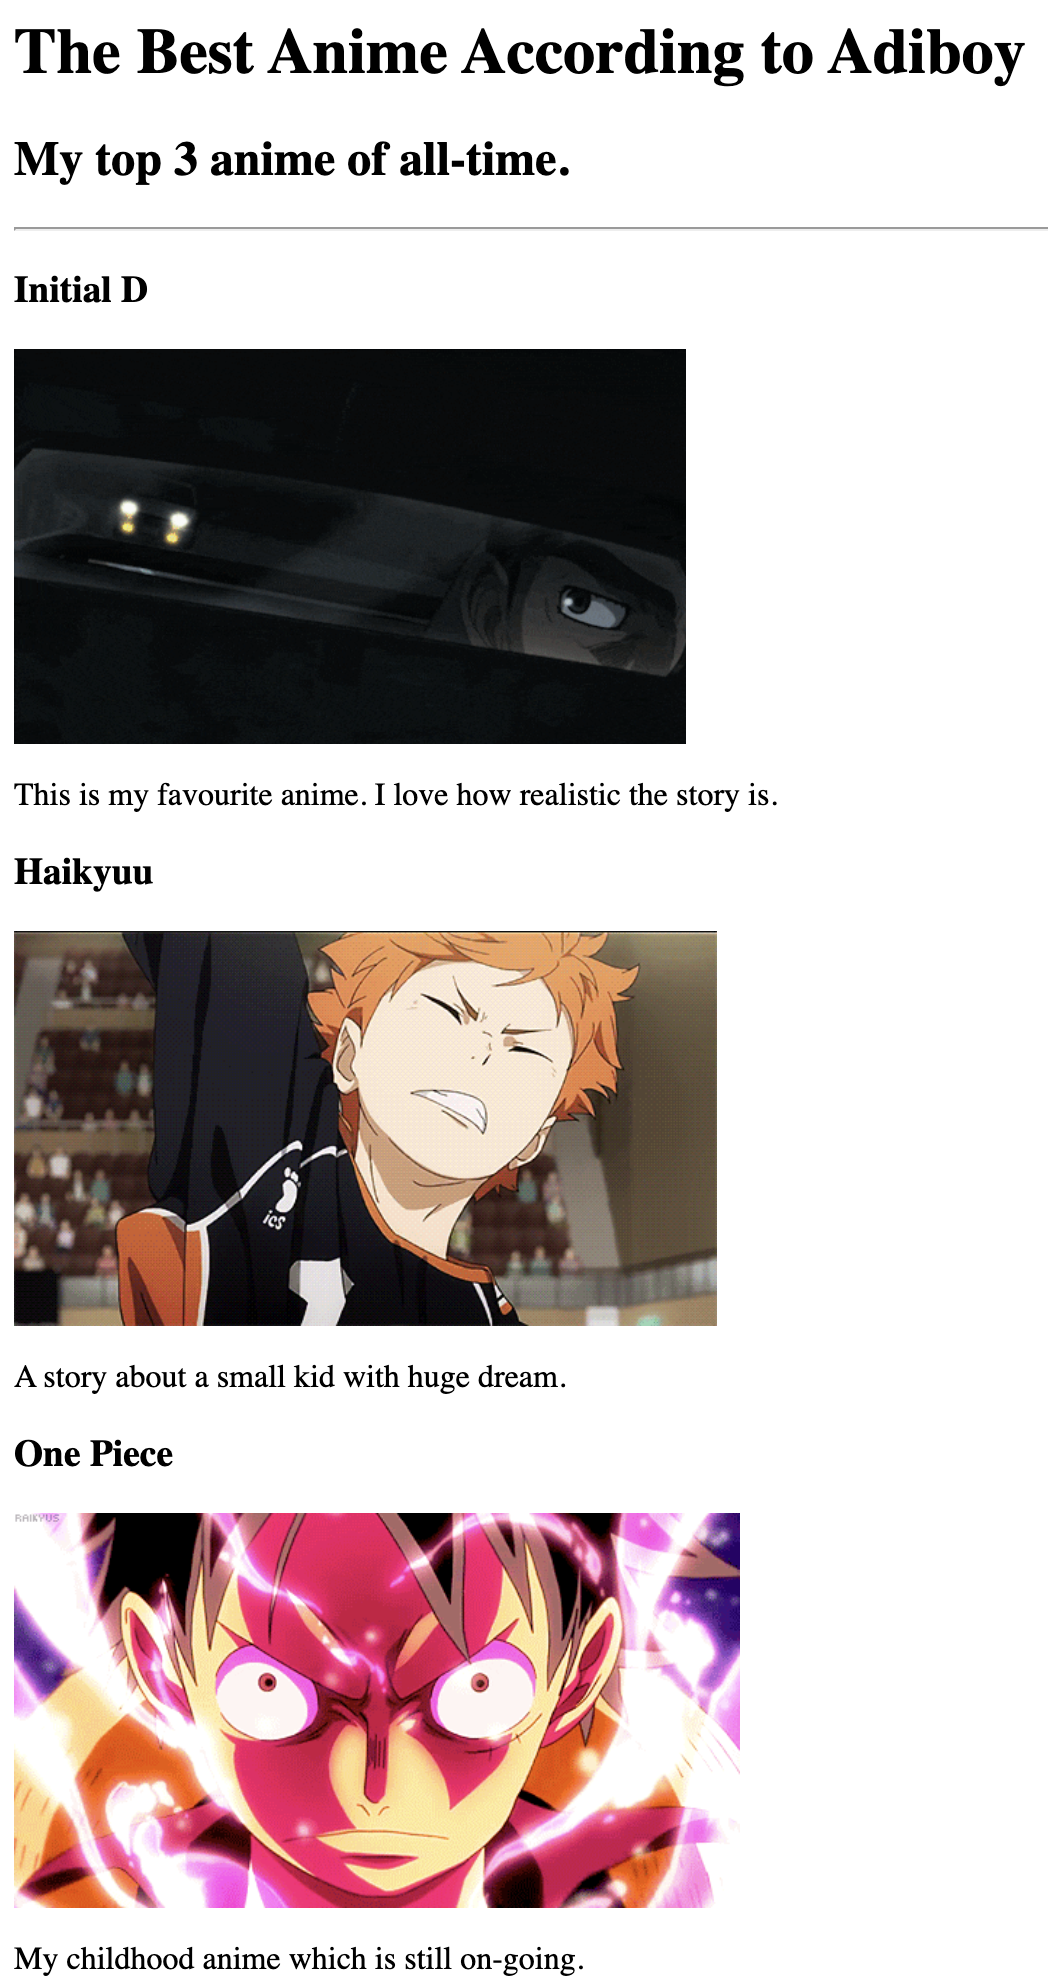 The Best Anime According to Adiboy
My top 3 anime of all-time.
Initial D
This is my favourite anime. I love how realistic the story is.
Haikyuu
ics
A story about a small kid with huge dream.
One Piece
RAIKYUS
My childhood anime which is still on-going.